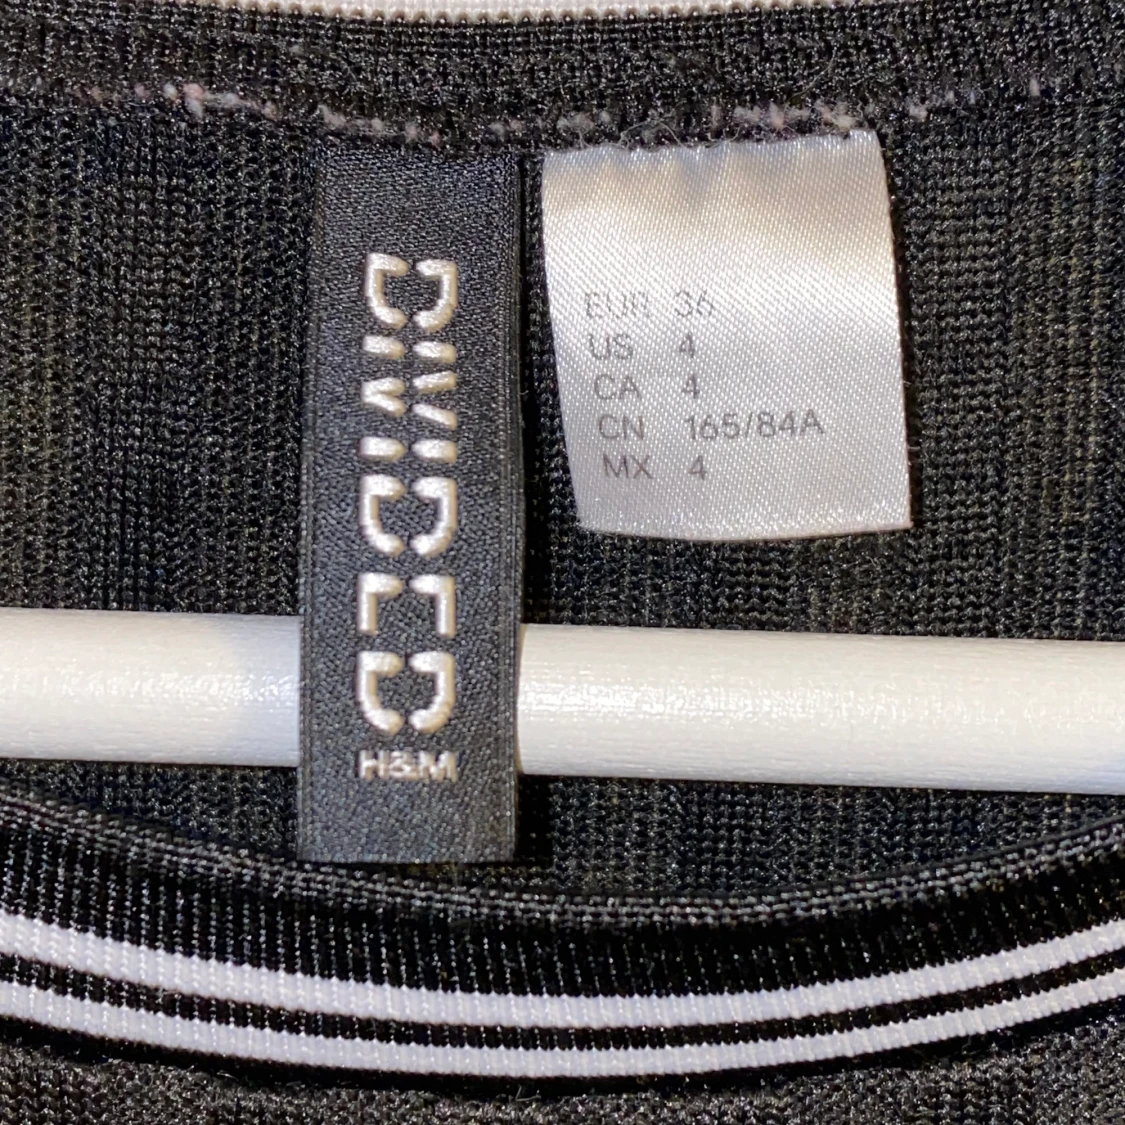 DIVIDED
H&M
EUR 36
US 4
CA 4
CN 165/84A
MX 4